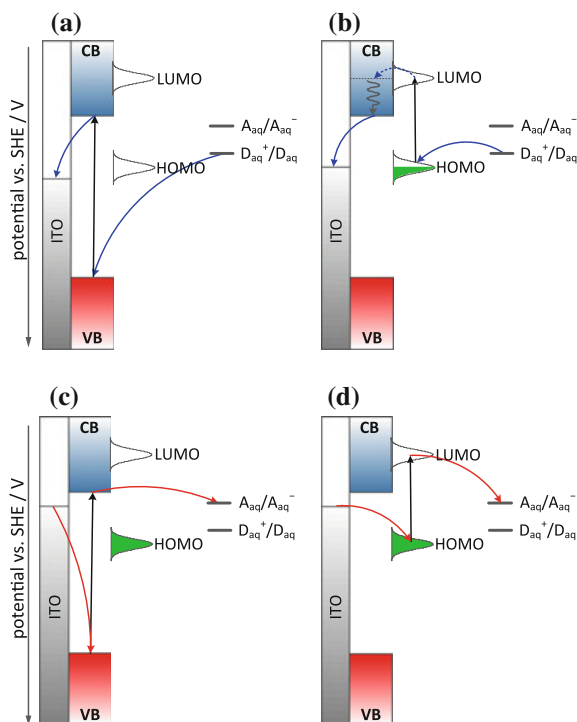 (a)
CB
LUMO
A_aq/A_aq^−
HOMO
D_aq^+/D_aq
ITO
VB
potential vs. SHE / V
(b)
CB
LUMO
A_aq/A_aq^−
D_aq^+/D_aq
HOMO
ITO
VB
(c)
CB
LUMO
A_aq/A_aq^−
D_aq^+/D_aq
HOMO
ITO
VB
potential vs. SHE / V
(d)
CB
LUMO
A_aq/A_aq^−
D_aq^+/D_aq
HOMO
ITO
VB